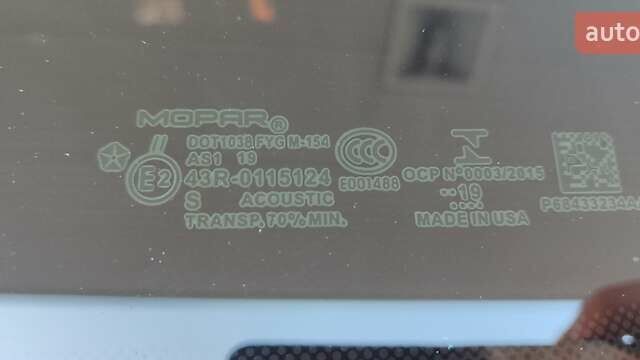 auto
MOPAR®
DOT1038 FYG M-154
AS1 19
E2 43R-0115124
S ACOUSTIC
TRANSP. 70% MIN.
CCC
E001488
OCP N°0003/2015
··19
MADE IN USA
P68433234A